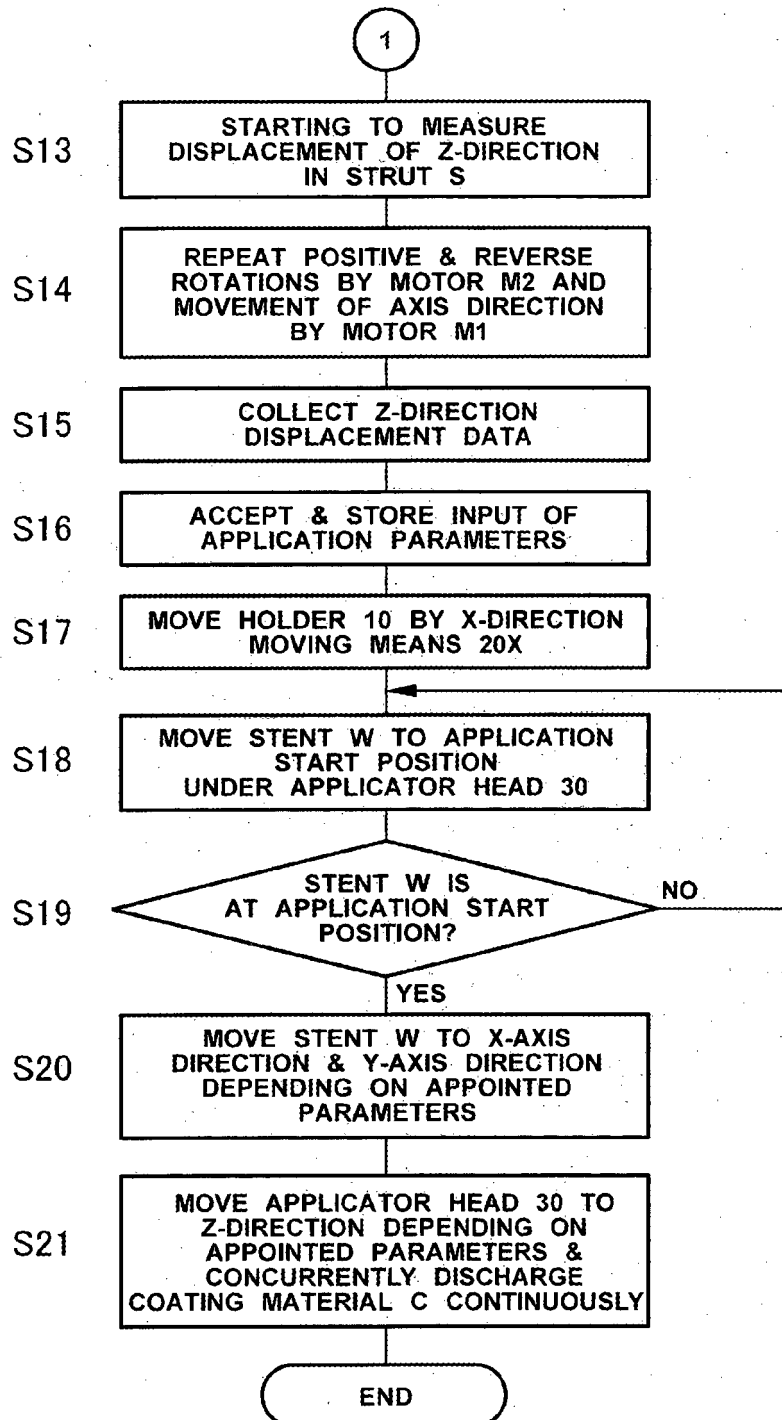 1
S13
STARTING TO MEASURE
DISPLACEMENT OF Z-DIRECTION
IN STRUT S
S14
REPEAT POSITIVE & REVERSE
ROTATIONS BY MOTOR M2 AND
MOVEMENT OF AXIS DIRECTION
BY MOTOR M1
S15
COLLECT Z-DIRECTION
DISPLACEMENT DATA
S16
ACCEPT & STORE INPUT OF
APPLICATION PARAMETERS
S17
MOVE HOLDER 10 BY X-DIRECTION
MOVING MEANS 20X
S18
MOVE STENT W TO APPLICATION
START POSITION
UNDER APPLICATOR HEAD 30
S19
STENT W IS
AT APPLICATION START
POSITION?
NO
YES
S20
MOVE STENT W TO X-AXIS
DIRECTION & Y-AXIS DIRECTION
DEPENDING ON APPOINTED
PARAMETERS
S21
MOVE APPLICATOR HEAD 30 TO
Z-DIRECTION DEPENDING ON
APPOINTED PARAMETERS &
CONCURRENTLY DISCHARGE
COATING MATERIAL C CONTINUOUSLY
END